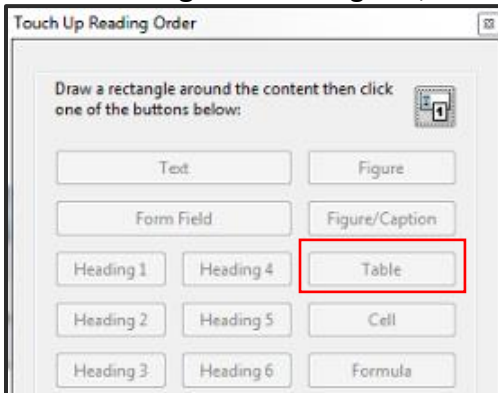 Touch Up Reading Order
Draw a rectangle around the content then click
one of the buttons below:
1
Text Figure
Form Field Figure/Caption
Heading 1 Heading 4 Table
Heading 2 Heading 5 Cell
Heading 3 Heading 6 Formula